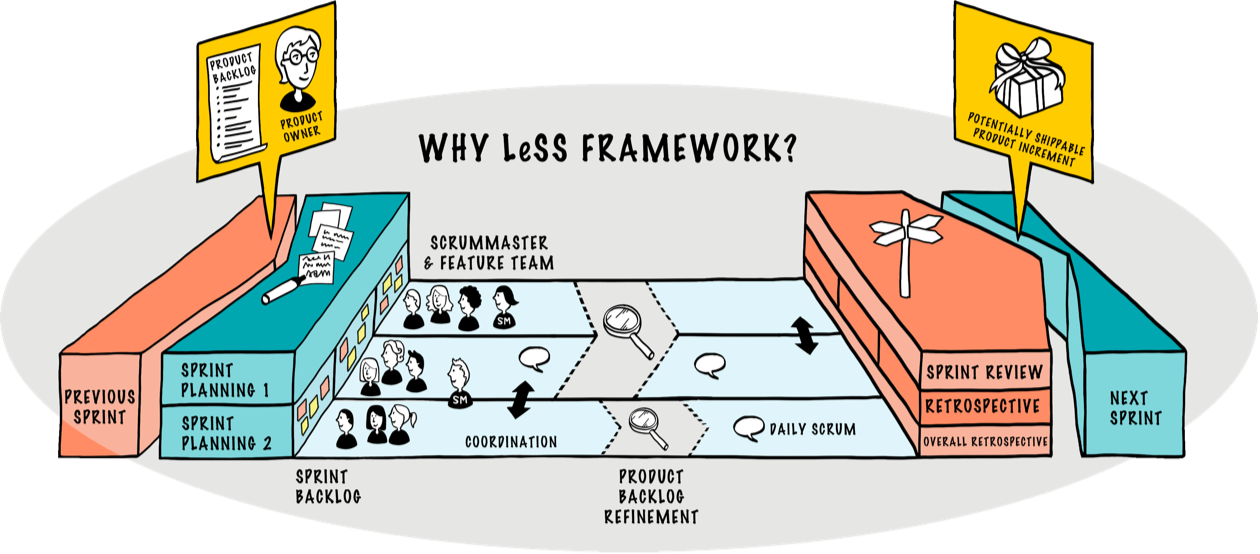 PRODUCT
BACKLOG
PRODUCT
OWNER
POTENTIALLY SHIPPABLE
PRODUCT INCREMENT
WHY LeSS FRAMEWORK?
SCRUMMASTER
& FEATURE TEAM
SM
SM
PREVIOUS
SPRINT
SPRINT
PLANNING 1
SPRINT
PLANNING 2
COORDINATION
DAILY SCRUM
SPRINT REVIEW
RETROSPECTIVE
OVERALL RETROSPECTIVE
NEXT
SPRINT
SPRINT
BACKLOG
PRODUCT
BACKLOG
REFINEMENT